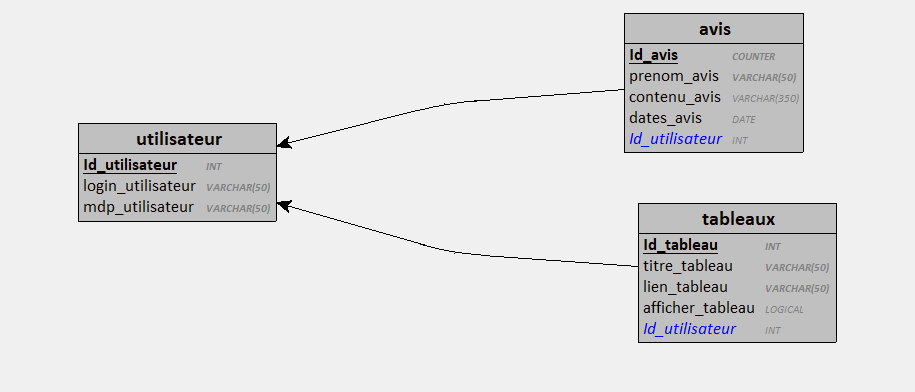 utilisateur
Id_utilisateur INT
login_utilisateur VARCHAR(50)
mdp_utilisateur VARCHAR(50)
avis
Id_avis COUNTER
prenom_avis VARCHAR(50)
contenu_avis VARCHAR(350)
dates_avis DATE
Id_utilisateur INT
tableaux
Id_tableau INT
titre_tableau VARCHAR(50)
lien_tableau VARCHAR(50)
afficher_tableau LOGICAL
Id_utilisateur INT